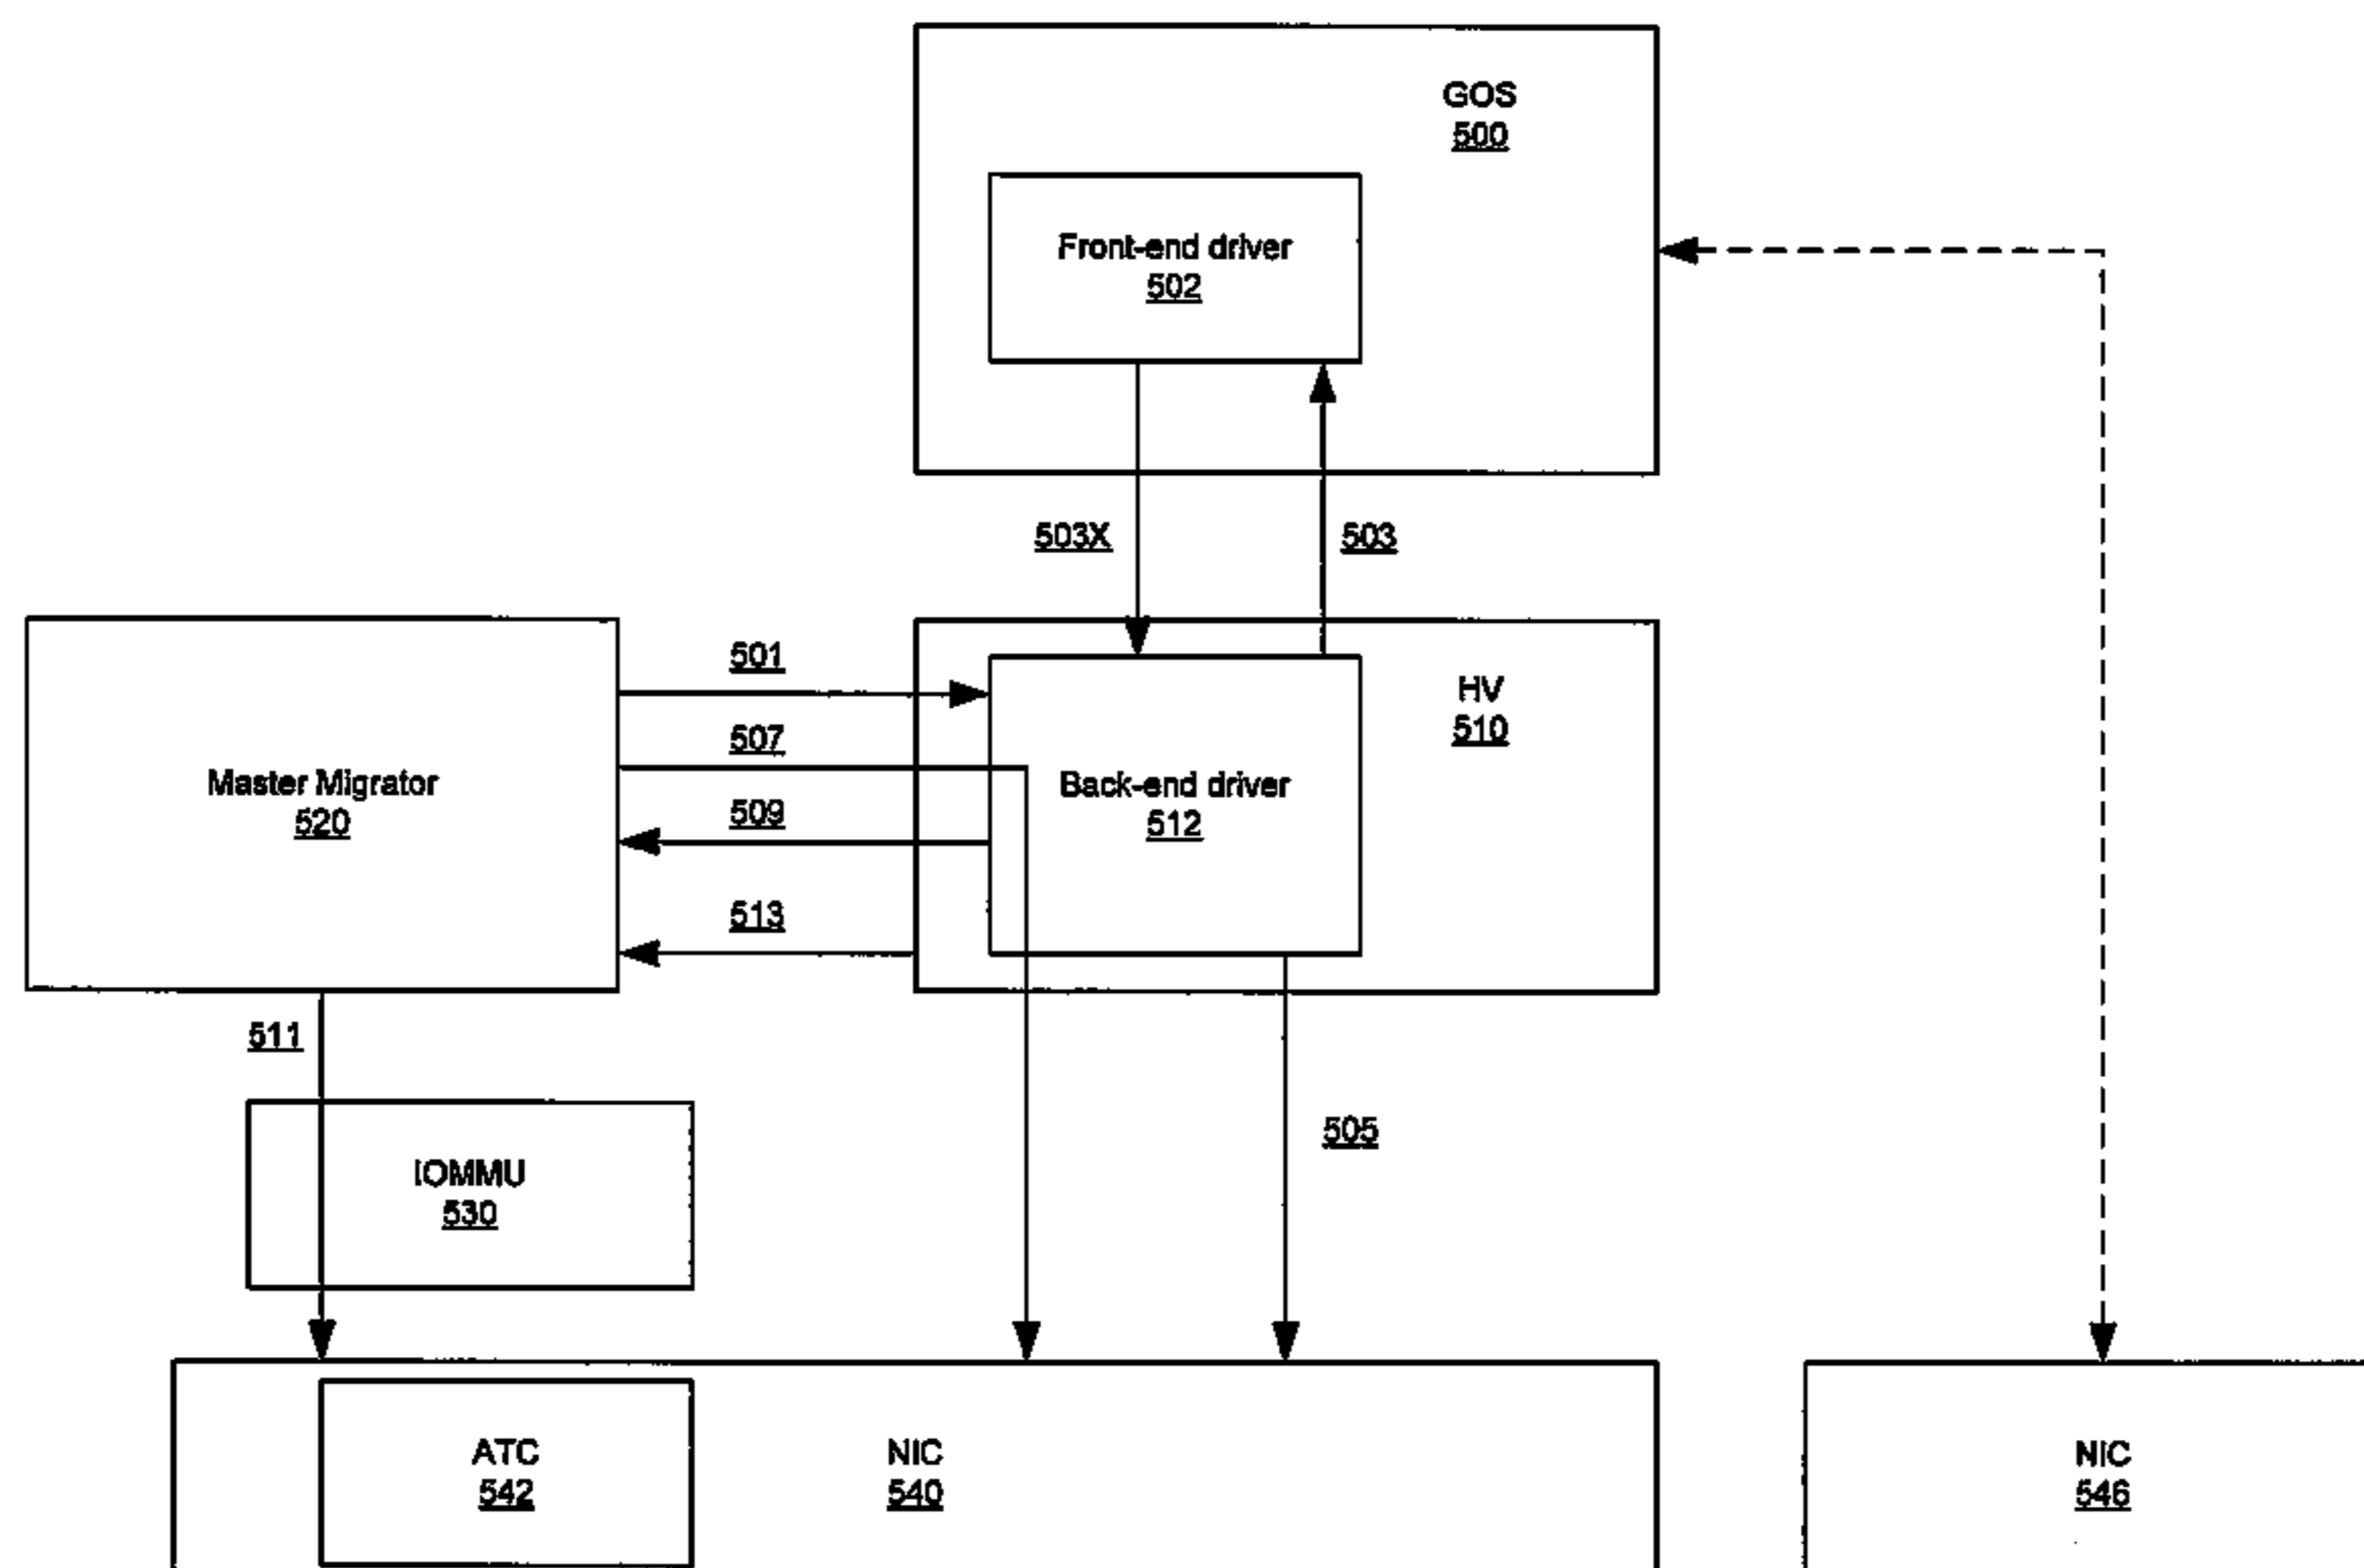 GOS
500
Front-end driver
502
503X
503
501
HV
510
507
Master Migrator
520
Back-end driver
512
509
513
511
505
IOMMU
530
ATC
542
NIC
540
NIC
546